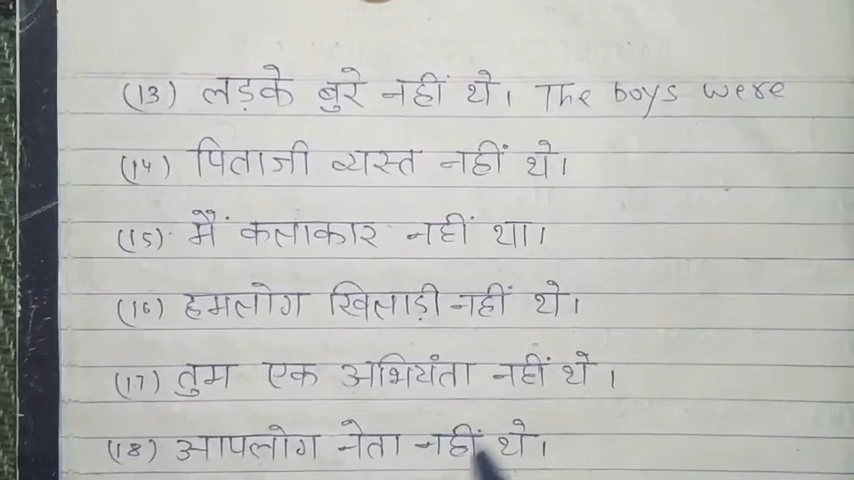 (13) लड़के बुरे नहीं थे। The boys were
(14) पिताजी व्यस्त नहीं थे।
(15) मैं कलाकार नहीं था।
(16) हमलोग खिलाड़ी नहीं थे।
(17) तुम एक अभियंता नहीं थे।
(18) आपलोग नेता नहीं थे।